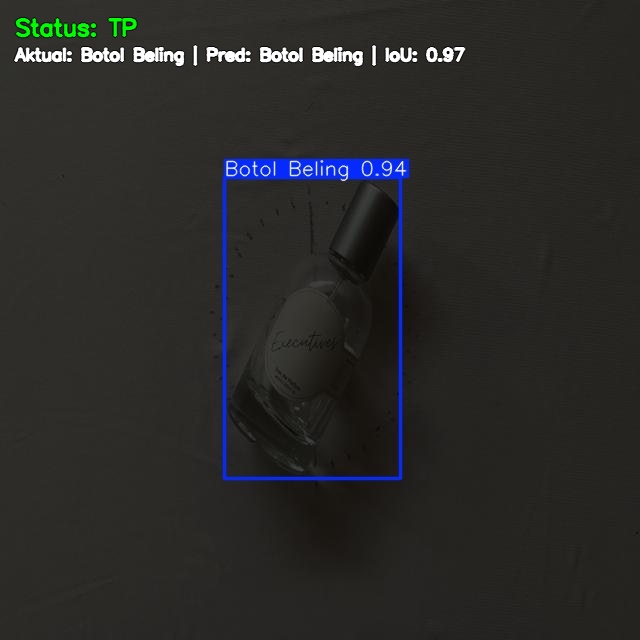 Status: TP
Aktual: Botol Beling | Pred: Botol Beling | IoU: 0.97
Botol Beling 0.94
Executives